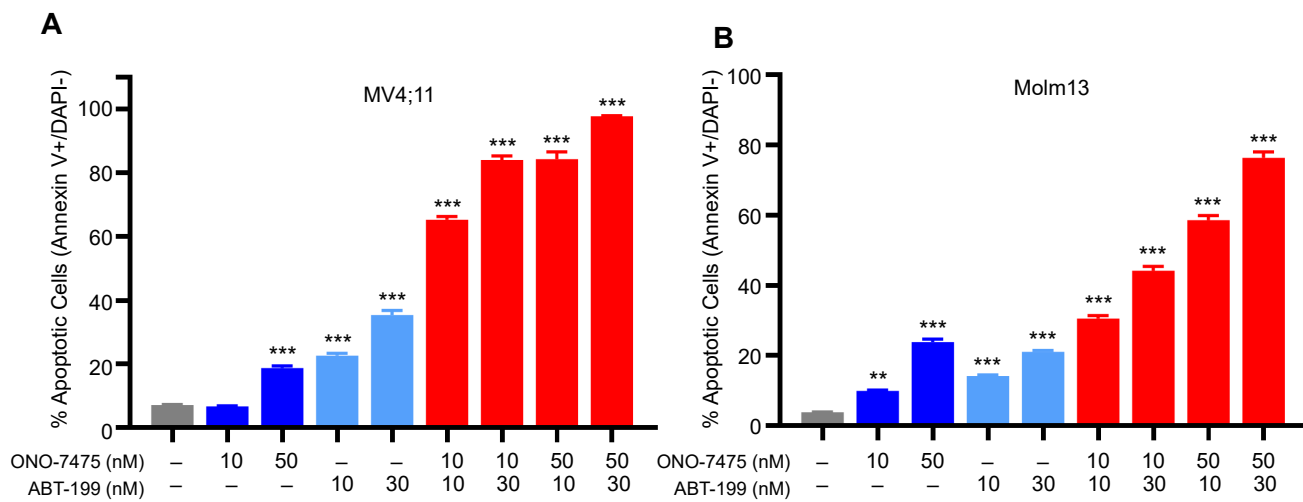 A
MV4;11
% Apoptotic Cells (Annexin V+/DAPI-)
100
80
60
40
20
0
***
***
***
***
***
***
***
ONO-7475 (nM) – 10 50 – – 10 10 50 50
ABT-199 (nM) – – – 10 30 10 30 10 30
B
Molm13
% Apoptotic Cells (Annexin V+/DAPI-)
100
80
60
40
20
0
**
***
***
***
***
***
***
***
ONO-7475 (nM) – 10 50 – – 10 10 50 50
ABT-199 (nM) – – – 10 30 10 30 10 30